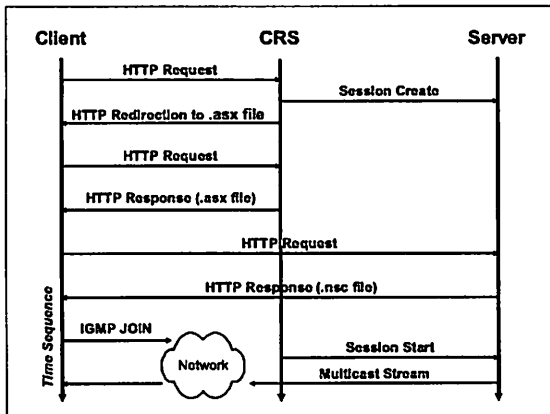 Client CRS Server
HTTP Request
Session Create
HTTP Redirection to .asx file
HTTP Request
HTTP Response (.asx file)
HTTP Request
HTTP Response (.nsc file)
Time Sequence
IGMP JOIN
Network
Session Start
Multicast Stream